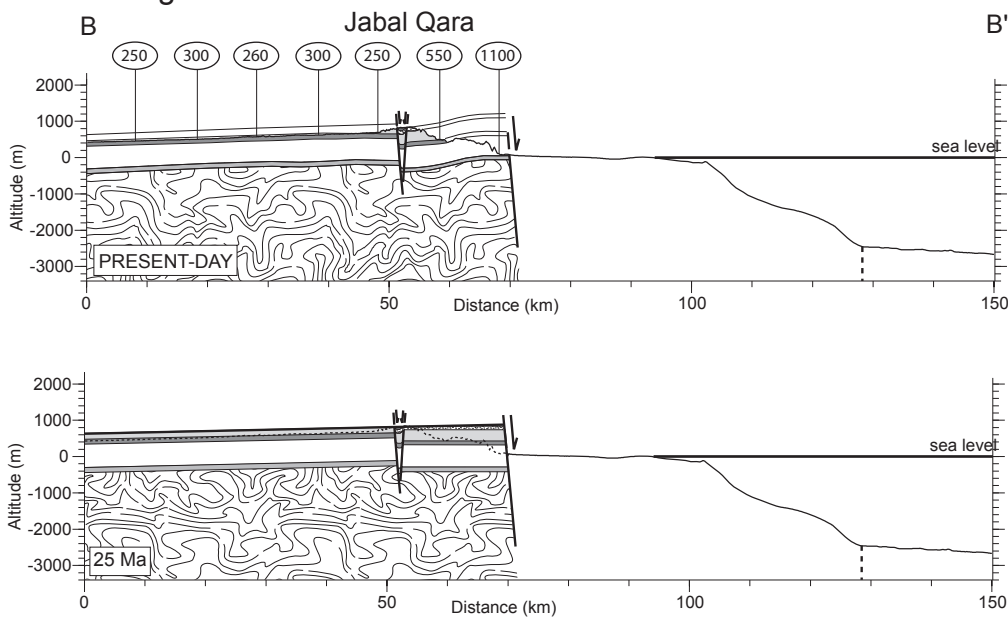 B Jabal Qara B'
250 300 260 300 250 550 1100
2000
1000
0
-1000
-2000
-3000
Altitude (m)
sea level
PRESENT-DAY
0 50 100 150
Distance (km)
2000
1000
0
-1000
-2000
-3000
Altitude (m)
sea level
25 Ma
0 50 100 150
Distance (km)